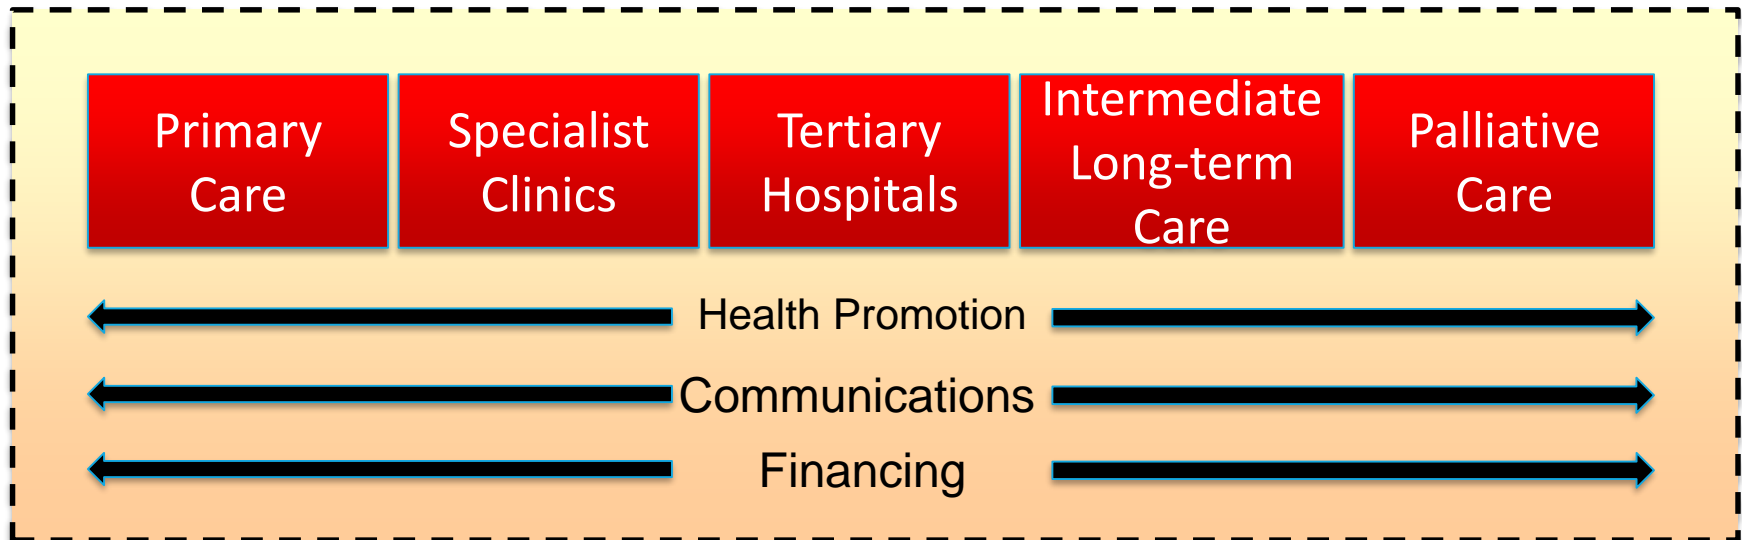 Primary
Care
Specialist
Clinics
Tertiary
Hospitals
Intermediate
Long-term
Care
Palliative
Care
Health Promotion
Communications
Financing